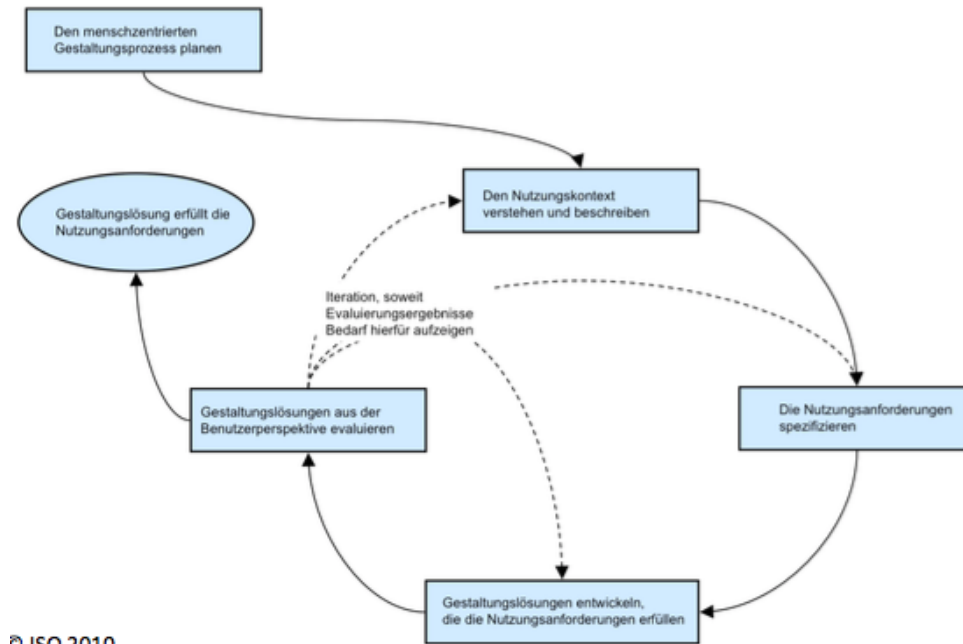 Den menschzentrierten
Gestaltungsprozess planen
Den Nutzungskontext
verstehen und beschreiben
Gestaltungslösung erfüllt die
Nutzungsanforderungen
Iteration, soweit
Evaluierungsergebnisse
Bedarf hierfür aufzeigen
Gestaltungslösungen aus der
Benutzerperspektive evaluieren
Die Nutzungsanforderungen
spezifizieren
Gestaltungslösungen entwickeln,
die die Nutzungsanforderungen erfüllen
© ISO 2019